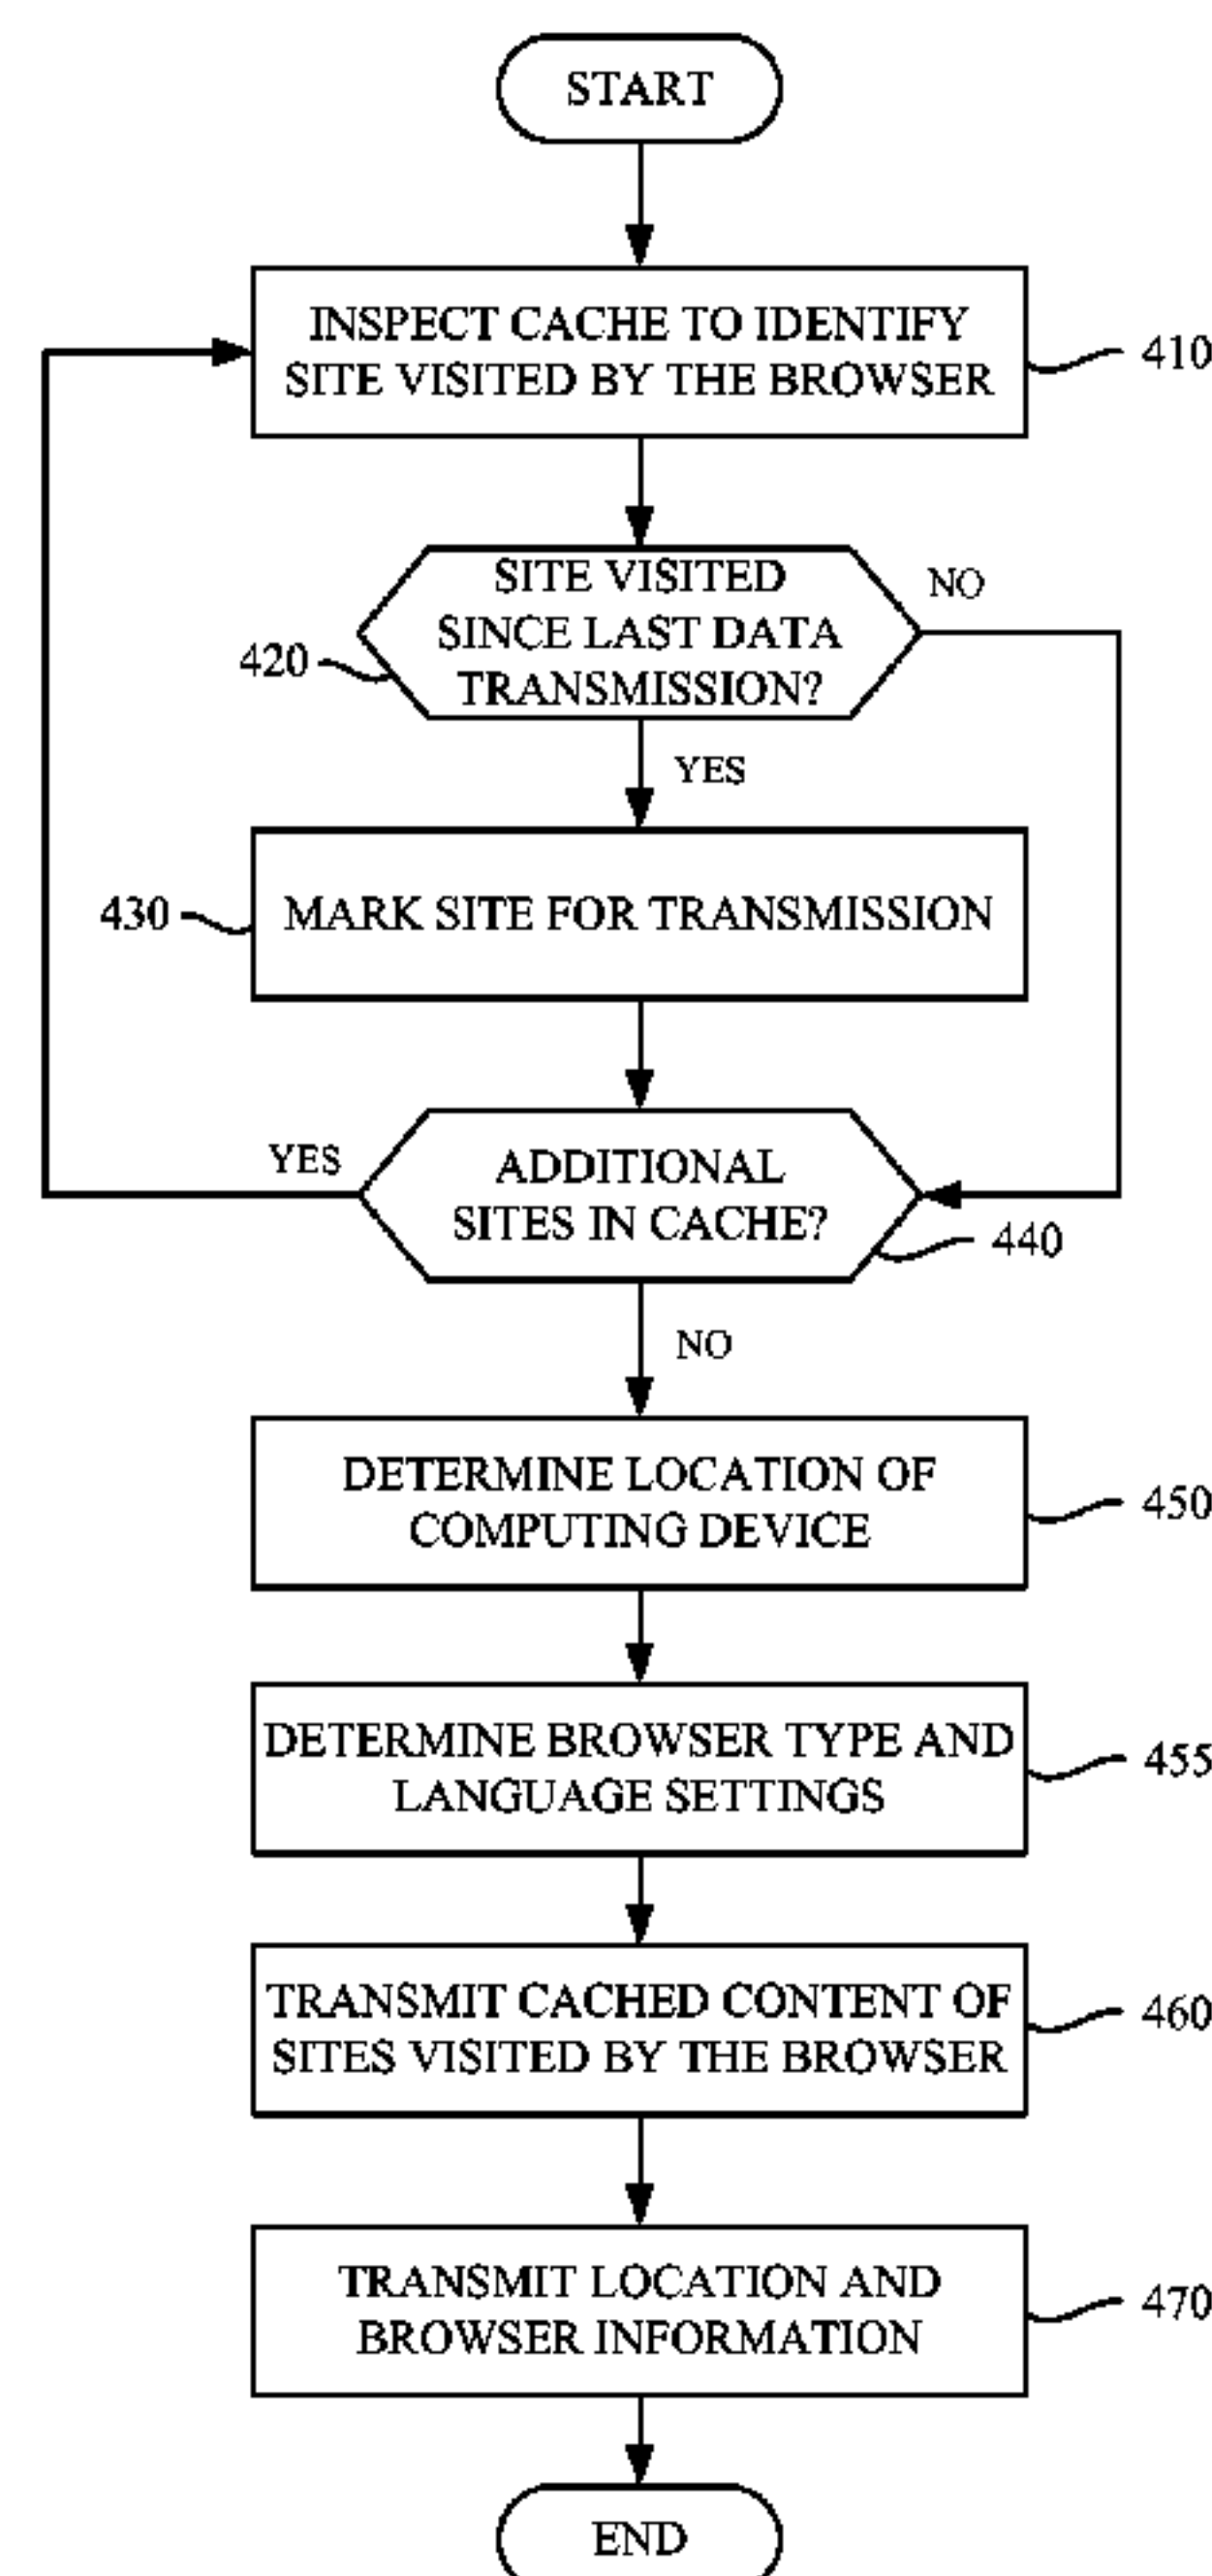 START
INSPECT CACHE TO IDENTIFY
SITE VISITED BY THE BROWSER
410
SITE VISITED
SINCE LAST DATA
TRANSMISSION?
NO
420
YES
430
MARK SITE FOR TRANSMISSION
YES
ADDITIONAL
SITES IN CACHE?
440
NO
DETERMINE LOCATION OF
COMPUTING DEVICE
450
DETERMINE BROWSER TYPE AND
LANGUAGE SETTINGS
455
TRANSMIT CACHED CONTENT OF
SITES VISITED BY THE BROWSER
460
TRANSMIT LOCATION AND
BROWSER INFORMATION
470
END